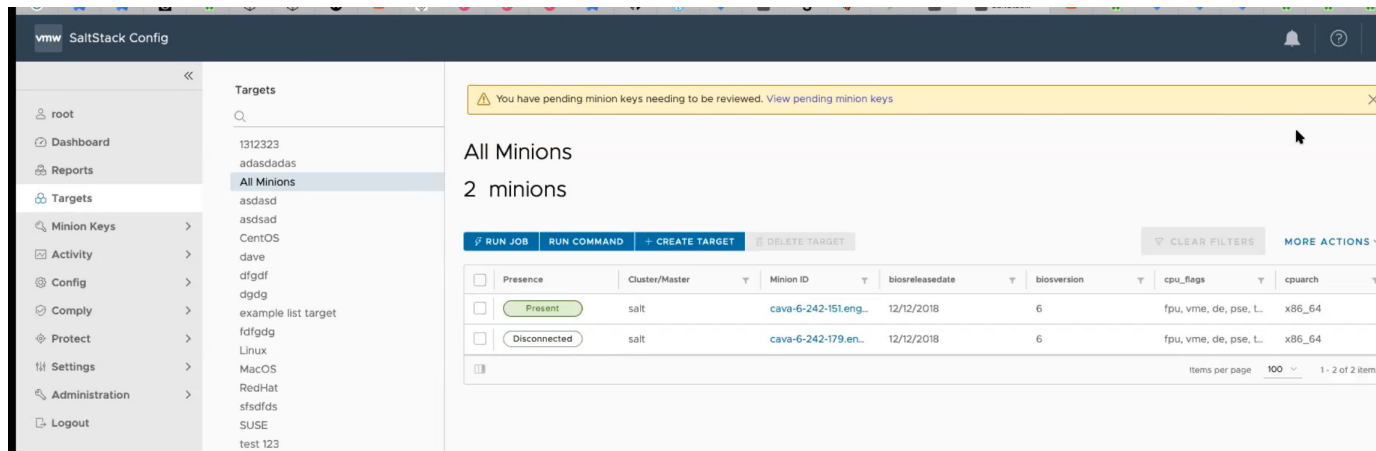 vmw SaltStack Config
root
Dashboard
Reports
Targets
Minion Keys
Activity
Config
Comply
Protect
Settings
Administration
Logout
Targets
1312323
adasdadas
All Minions
asdasd
asdsad
CentOS
dave
dfgdf
dgdg
example list target
fdfgdg
Linux
MacOS
RedHat
sfsdfds
SUSE
test 123
You have pending minion keys needing to be reviewed. View pending minion keys
All Minions
2 minions
RUN JOB RUN COMMAND + CREATE TARGET DELETE TARGET CLEAR FILTERS MORE ACTIONS
Presence Cluster/Master Minion ID biosreleasedate biosversion cpu_flags cpuarch
Present salt cava-6-242-151.eng... 12/12/2018 6 fpu, vme, de, pse, t... x86_64
Disconnected salt cava-6-242-179.en... 12/12/2018 6 fpu, vme, de, pse, t... x86_64
Items per page 100 1 - 2 of 2 item